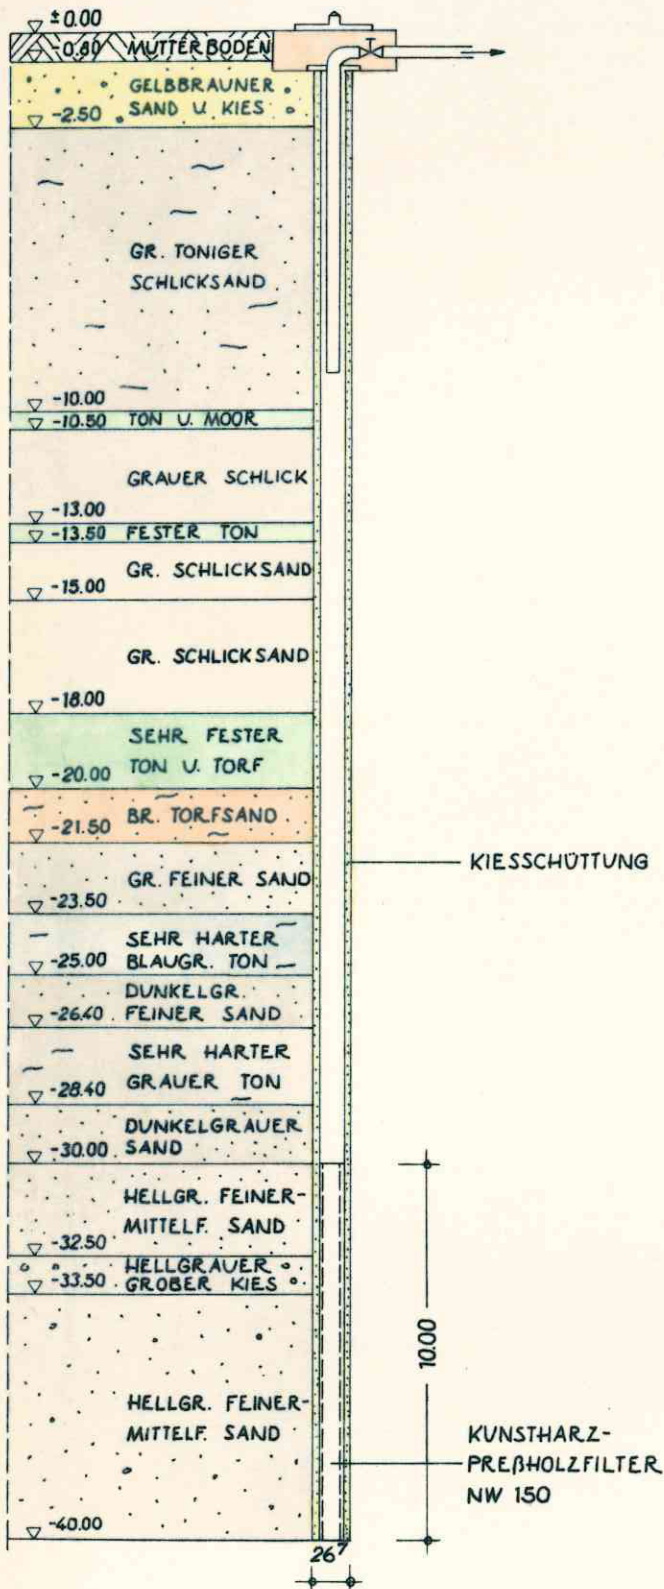 ± 0.00
-0.80 MUTTERBODEN
GELBBRAUNER
SAND U. KIES
-2.50
GR. TONIGER
SCHLICKSAND
-10.00
-10.50 TON U. MOOR
GRAUER SCHLICK
-13.00
-13.50 FESTER TON
GR. SCHLICKSAND
-15.00
GR. SCHLICKSAND
-18.00
SEHR FESTER
TON U. TORF
-20.00
BR. TORFSAND
-21.50
KIESSCHÜTTUNG
GR. FEINER SAND
-23.50
SEHR HARTER
BLAUGR. TON
-25.00
DUNKELGR.
FEINER SAND
-26.40
SEHR HARTER
GRAUER TON
-28.40
DUNKELGRAUER
SAND
-30.00
HELLGR. FEINER-
MITTELF. SAND
-32.50
HELLGRAUER
GROBER KIES
-33.50
10.00
HELLGR. FEINER-
MITTELF. SAND
KUNSTHARZ-
PREßHOLZFILTER
NW 150
-40.00
26⁷